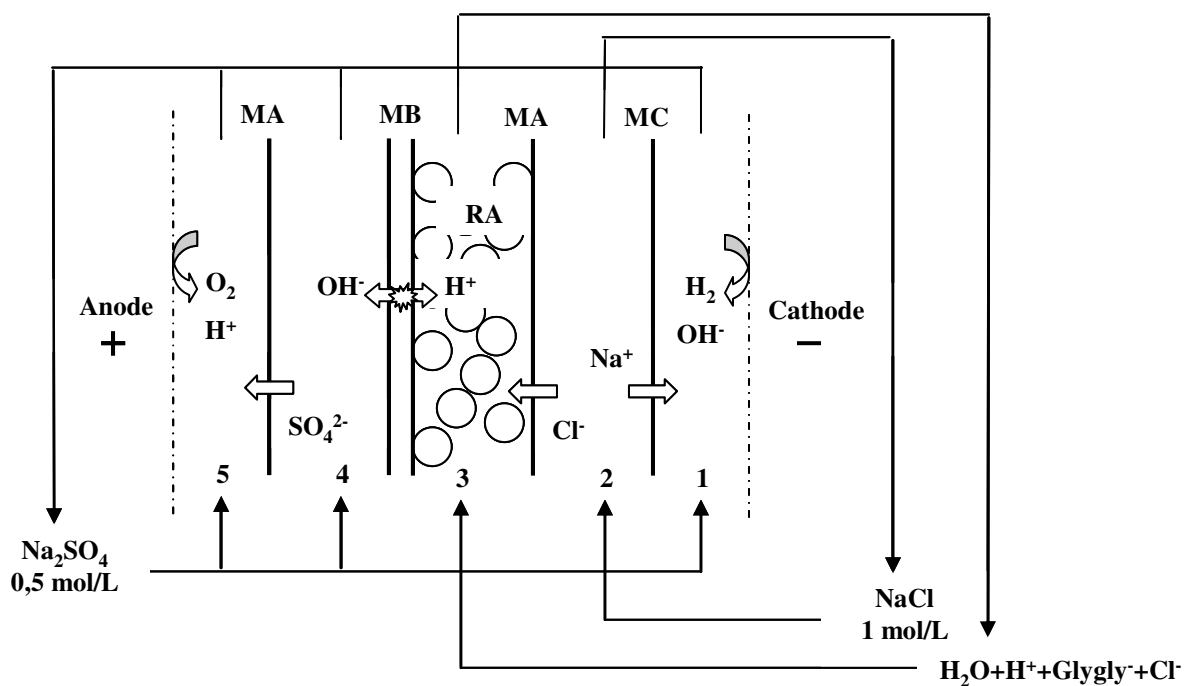 MA MB MA MC
RA
O₂
H⁺
OH⁻
H⁺
H₂
OH⁻
Anode
+
Cathode
–
Na⁺
SO₄²⁻
Cl⁻
5 4 3 2 1
Na₂SO₄
0,5 mol/L
NaCl
1 mol/L
H₂O+H⁺+Glygly⁻+Cl⁻